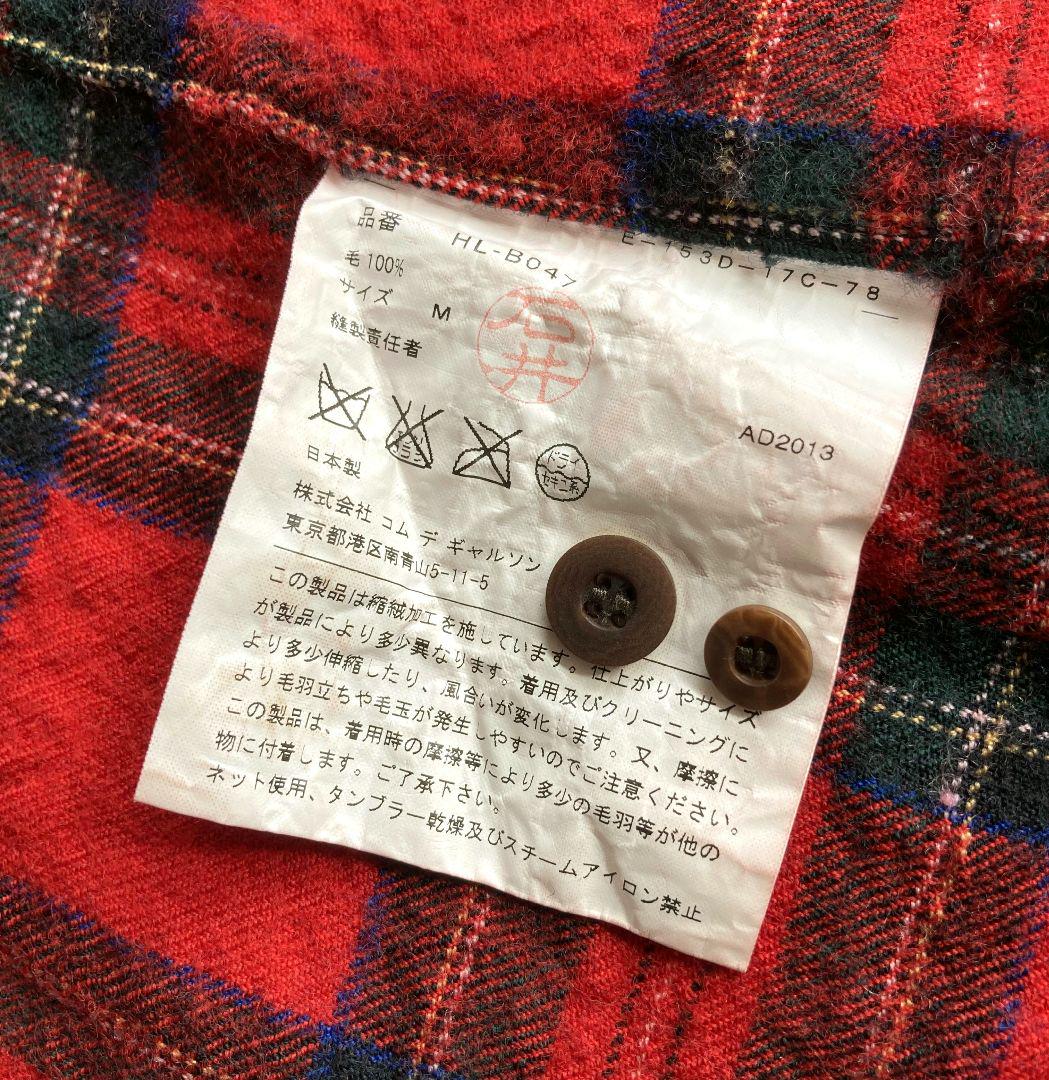 品番 HL-B047 E-153D-17C-78
毛100%
サイズ M
縫製責任者 石井
AD2013
ドライ
セキユ系
日本製
株式会社 コム デ ギャルソン
東京都港区南青山5-11-5
この製品は縮絨加工を施しています。仕上がりやサイズ
が製品により多少異なります。着用及びクリーニングに
より多少伸縮したり、風合いが変化します。又、摩擦に
より毛羽立ちや毛玉が発生しやすいのでご注意ください。
この製品は、着用時の摩擦等により多少の毛羽等が他の
物に付着します。ご了承下さい。
ネット使用、タンブラー乾燥及びスチームアイロン禁止